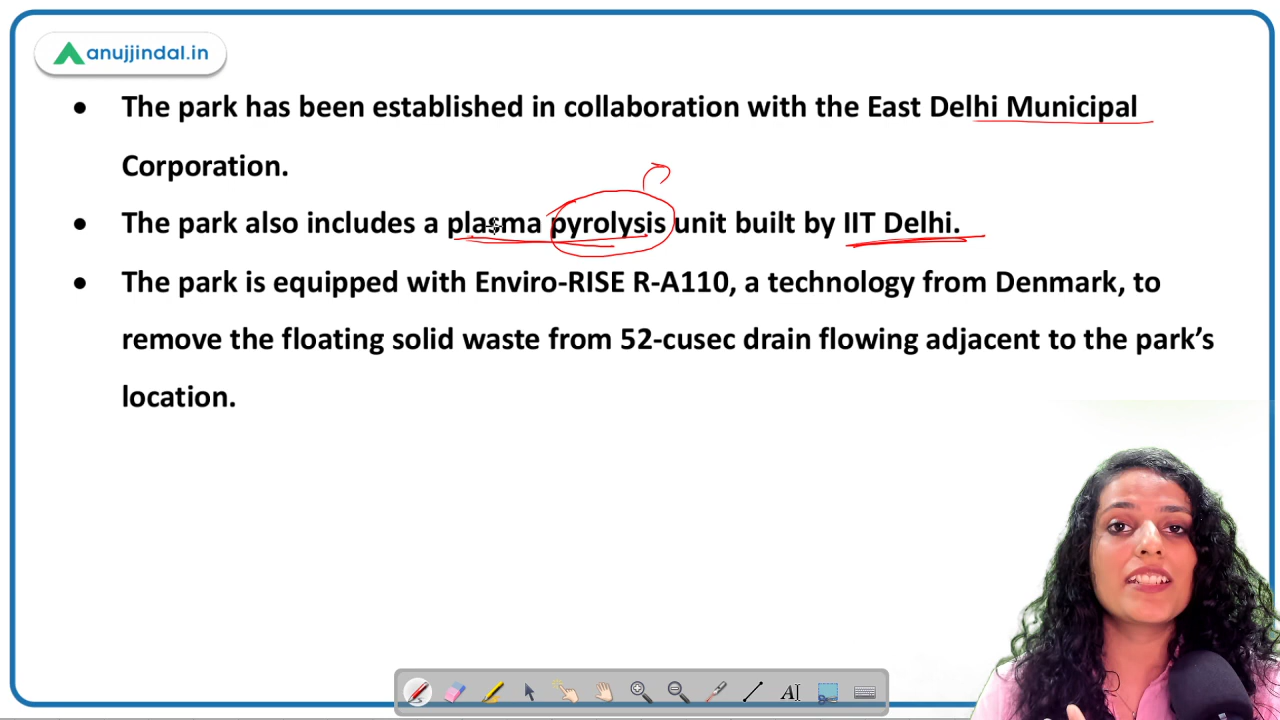 anujjindal.in
• The park has been established in collaboration with the East Delhi Municipal
Corporation.
• The park also includes a plasma pyrolysis unit built by IIT Delhi.
• The park is equipped with Enviro-RISE R-A110, a technology from Denmark, to
remove the floating solid waste from 52-cusec drain flowing adjacent to the park’s
location.
AI